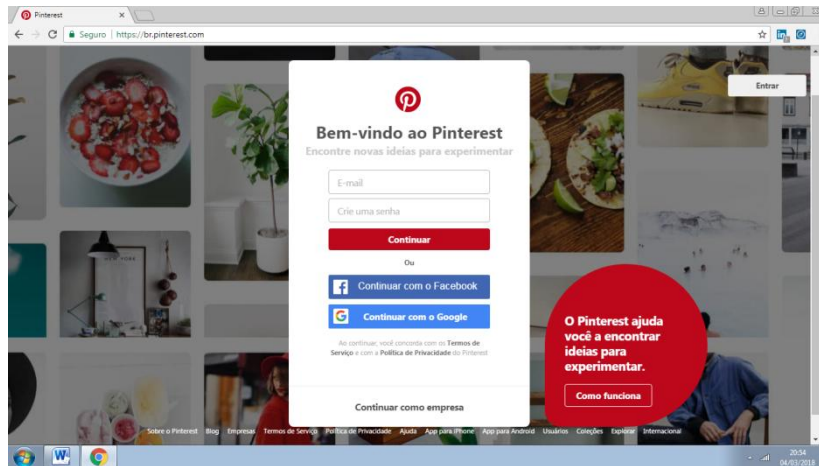 Pinterest
Seguro | https://br.pinterest.com
Entrar
Bem-vindo ao Pinterest
Encontre novas ideias para experimentar
E-mail
Crie uma senha
Continuar
Ou
Continuar com o Facebook
Continuar com o Google
Ao continuar, você concorda com os Termos de
Serviço e com a Política de Privacidade do Pinterest
Continuar como empresa
O Pinterest ajuda
você a encontrar
ideias para
experimentar.
Como funciona
Sobre o Pinterest Blog Empresas Termos de Serviço Política de Privacidade Ajuda App para iPhone App para Android Usuários Coleções Explorar Internacional
20:54
04/03/2018